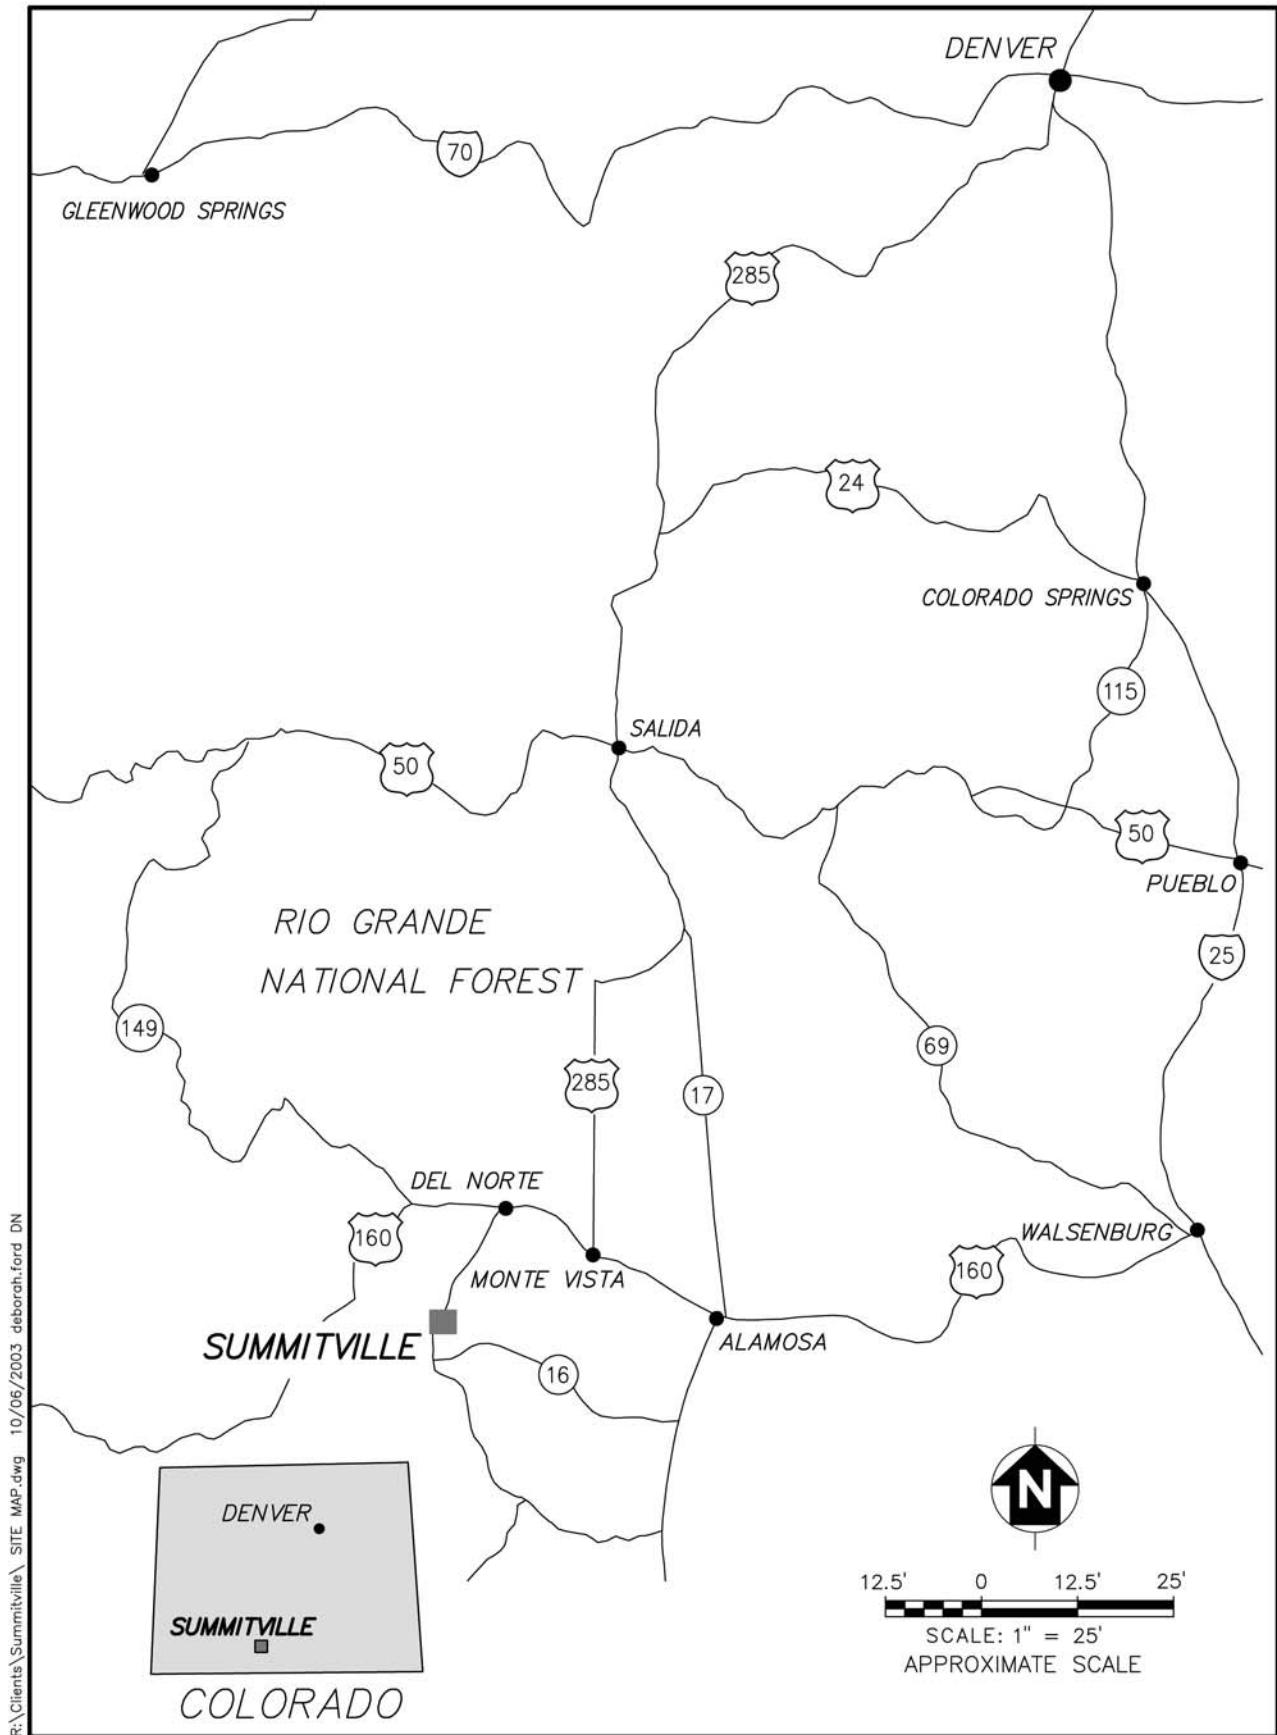 DENVER
70
GLEENWOOD SPRINGS
285
24
COLORADO SPRINGS
115
SALIDA
50
50
PUEBLO
RIO GRANDE
NATIONAL FOREST
25
149
69
285
17
DEL NORTE
160
WALSENBURG
160
MONTE VISTA
SUMMITVILLE
ALAMOSA
16
N
DENVER
SUMMITVILLE
COLORADO
12.5' 0 12.5' 25'
SCALE: 1" = 25'
APPROXIMATE SCALE
R:\Clients\Summitville\ SITE MAP.dwg 10/06/2003 deborah.ford DN